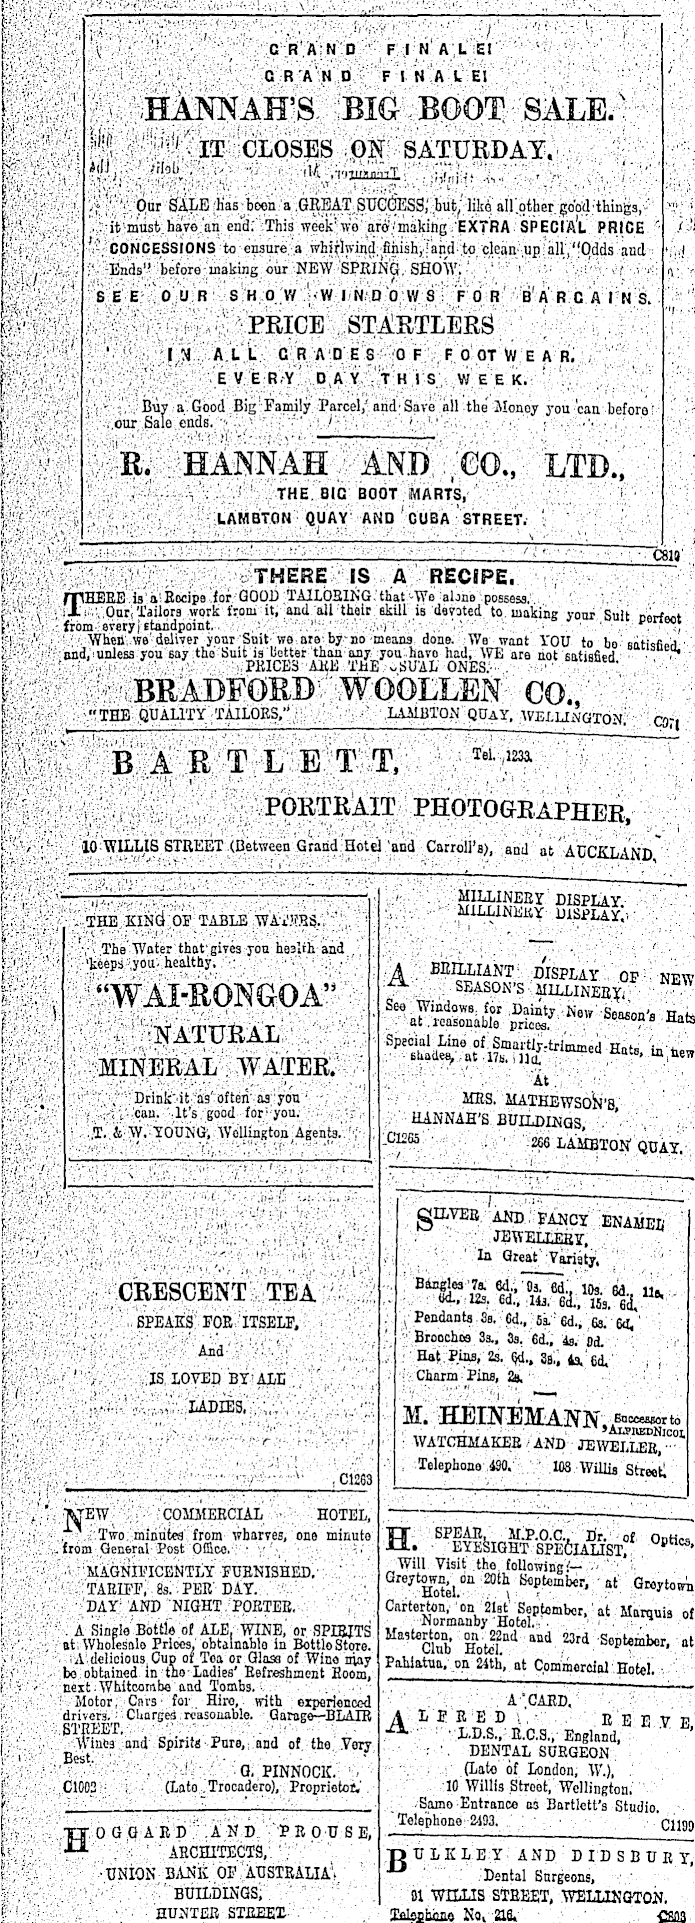 GRAND FINALE!
GRAND FINALE!
HANNAH'S BIG BOOT SALE.
IT CLOSES ON SATURDAY.
Our SALE has been a GREAT SUCCESS, but, like all other good things,
it must have an end. This week we are making EXTRA SPECIAL PRICE
CONCESSIONS to ensure a whirlwind finish, and to clean up all "Odds and
Ends" before making our NEW SPRING SHOW.
SEE OUR SHOW WINDOWS FOR BARGAINS.
PRICE STARTLERS
IN ALL GRADES OF FOOTWEAR.
EVERY DAY THIS WEEK.
Buy a Good Big Family Parcel, and Save all the Money you can before
our Sale ends.
R. HANNAH AND CO., LTD.,
THE BIG BOOT MARTS,
LAMBTON QUAY AND CUBA STREET.
C819
THERE IS A RECIPE.
THERE is a Recipe for GOOD TAILORING that We alone possess.
Our Tailors work from it, and all their skill is devoted to making your Suit perfect
from every standpoint.
When we deliver your Suit we are by no means done. We want YOU to be satisfied,
and, unless you say the Suit is better than any you have had, WE are not satisfied.
PRICES ARE THE USUAL ONES.
BRADFORD WOOLLEN CO.,
"THE QUALITY TAILORS," LAMBTON QUAY, WELLINGTON. C971
BARTLETT, Tel. 1233.
PORTRAIT PHOTOGRAPHER,
10 WILLIS STREET (Between Grand Hotel and Carroll's), and at AUCKLAND.
THE KING OF TABLE WATERS.
The Water that gives you health and
keeps you healthy.
"WAI-RONGOA"
NATURAL
MINERAL WATER.
Drink it as often as you
can. It's good for you.
T. & W. YOUNG, Wellington Agents.
CRESCENT TEA
SPEAKS FOR ITSELF,
And
IS LOVED BY ALL
LADIES.
C1263
NEW COMMERCIAL HOTEL,
Two minutes from wharves, one minute
from General Post Office.
MAGNIFICENTLY FURNISHED.
TARIFF, 8s. PER DAY.
DAY AND NIGHT PORTER.
A Single Bottle of ALE, WINE, or SPIRITS
at Wholesale Prices, obtainable in Bottle Store.
A delicious Cup of Tea or Glass of Wine may
be obtained in the Ladies' Refreshment Room,
next Whitcombe and Tombs.
Motor Cars for Hire, with experienced
drivers. Charges reasonable. Garage—BLAIR
STREET.
Wines and Spirits Pure, and of the Very
Best.
G. PINNOCK.
C1002 (Late Trocadero), Proprietor.
HOGGARD AND PROUSE,
ARCHITECTS,
UNION BANK OF AUSTRALIA
BUILDINGS,
HUNTER STREET
MILLINERY DISPLAY.
MILLINERY DISPLAY.
A BRILLIANT DISPLAY OF NEW
SEASON'S MILLINERY.
See Windows for Dainty New Season's Hats
at reasonable prices.
Special Line of Smartly-trimmed Hats, in new
shades, at 17s. 11d.
At
MRS. MATHEWSON'S,
HANNAH'S BUILDINGS,
C1265 266 LAMBTON QUAY.
SILVER AND FANCY ENAMEL
JEWELLERY,
In Great Variety.
Bangles 7s. 6d., 9s. 6d., 10s. 6d., 11s.
6d., 12s. 6d., 14s. 6d., 15s. 6d.
Pendants 3s. 6d., 5s. 6d., 6s. 6d.
Brooches 3s., 3s. 6d., 4s. 9d.
Hat Pins, 2s. 6d., 3s., 4s. 6d.
Charm Pins, 2s.
M. HEINEMANN, Successor to
ALFRED NICOL
WATCHMAKER AND JEWELLER,
Telephone 490. 108 Willis Street.
H. SPEAR, M.P.O.C., Dr. of Optics,
EYESIGHT SPECIALIST,
Will Visit the following:—
Greytown, on 20th September, at Greytown
Hotel.
Carterton, on 21st September, at Marquis of
Normanby Hotel.
Masterton, on 22nd and 23rd September, at
Club Hotel.
Pahiatua, on 24th, at Commercial Hotel.
A CARD.
ALFRED REEVE,
L.D.S., R.C.S., England,
DENTAL SURGEON
(Late of London, W.),
10 Willis Street, Wellington.
Same Entrance as Bartlett's Studio.
Telephone 2493. C1199
BULKLEY AND DIDSBURY,
Dental Surgeons,
91 WILLIS STREET, WELLINGTON.
Telephone No. 216. C803